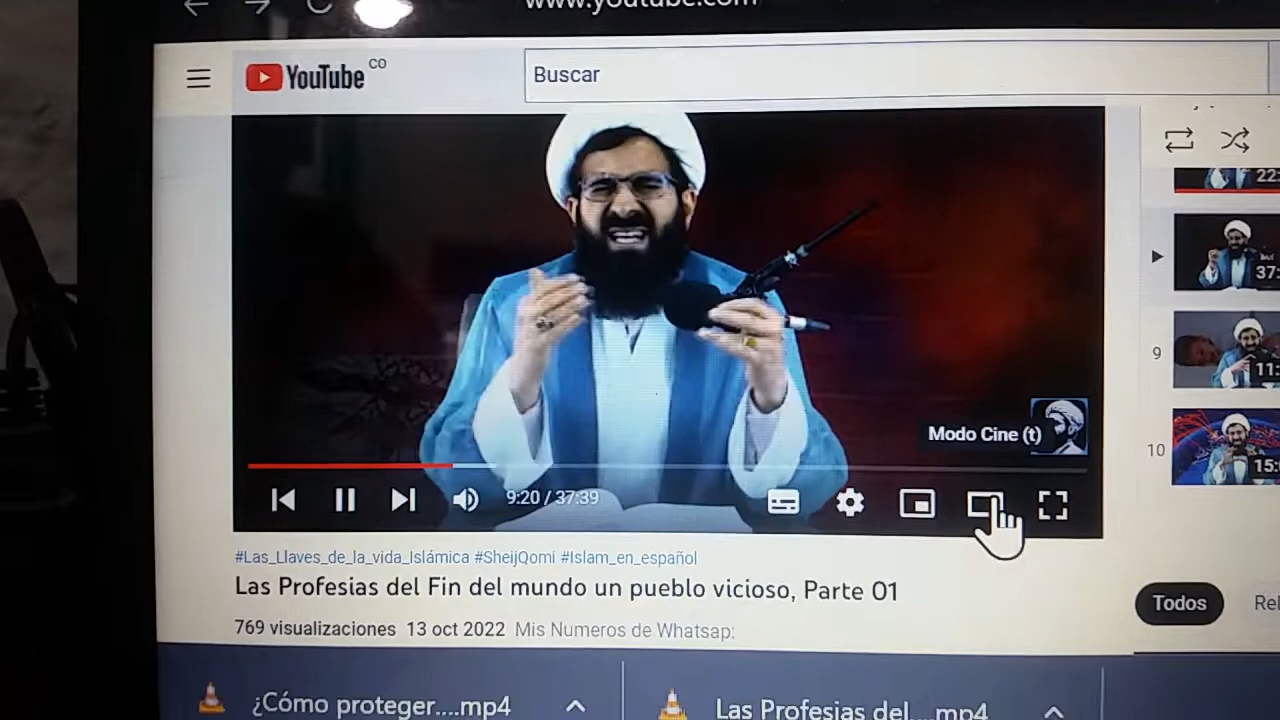 www.youtube.com
YouTube CO
Buscar
22:
37:
9
11:
10
15:
Modo Cine (t)
9:20 / 37:39
#Las_Llaves_de_la_vida_Islámica #SheijQomi #Islam_en_español
Las Profesias del Fin del mundo un pueblo vicioso, Parte 01
769 visualizaciones 13 oct 2022 Mis Numeros de Whatsap:
Todos
Rel
¿Cómo proteger....mp4
Las Profesias del....mp4